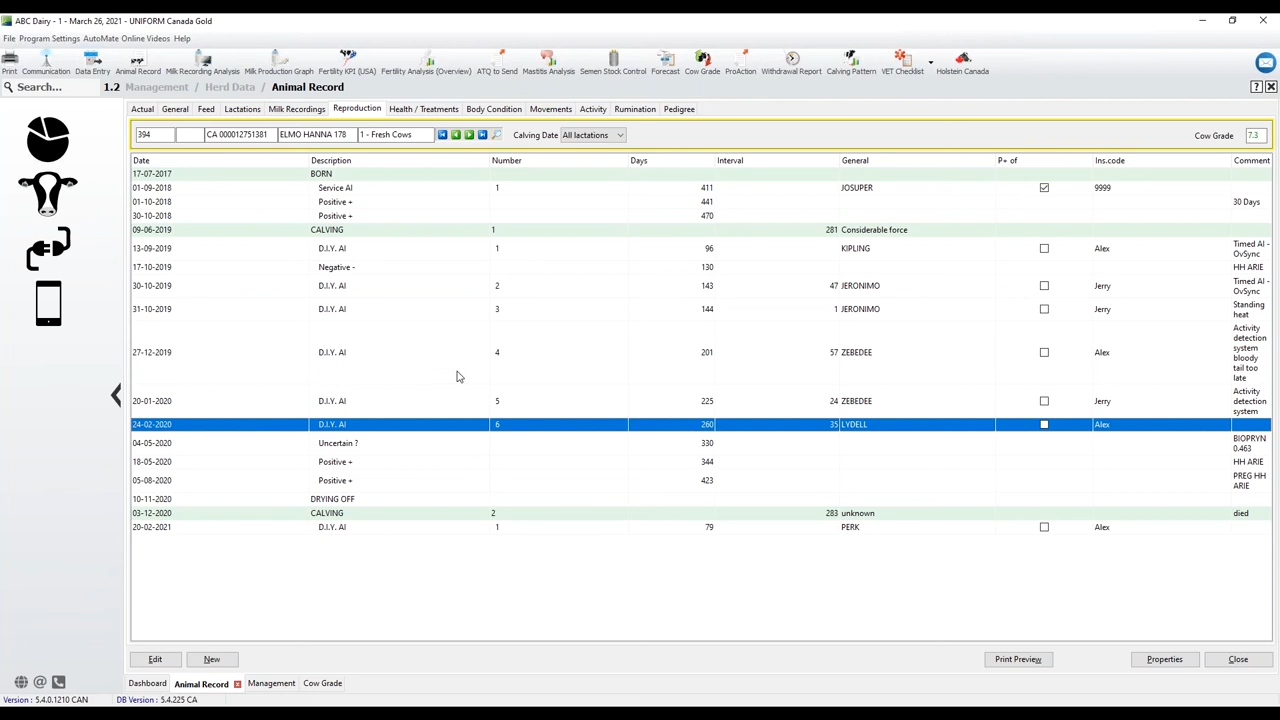 ABC Dairy - 1 - March 26, 2021 - UNIFORM Canada Gold
File Program Settings AutoMate Online Videos Help
Print Communication Data Entry Animal Record Milk Recording Analysis Milk Production Graph Fertility KPI (USA) Fertility Analysis (Overview) ATQ to Send Mastitis Analysis Semen Stock Control Forecast Cow Grade ProAction Withdrawal Report Calving Pattern VET Checklist Holstein Canada
Search... 1.2 Management » Herd Data » Animal Record ?
Actual General Feed Lactations Milk Recordings Reproduction Health / Treatments Body Condition Movements Activity Rumination Pedigree
394 CA 000012751381 ELMO HANNA 178 1 - Fresh Cows Calving Date All lactations Cow Grade 7.3
Date Description Number Days Interval General P+ of Ins.code Comment
17-07-2017 BORN
01-09-2018 Service AI 1 411 JOSUPER 9999
01-10-2018 Positive + 441 30 Days
30-10-2018 Positive + 470
09-06-2019 CALVING 1 281 Considerable force
13-09-2019 D.I.Y. AI 1 96 KIPLING Alex Timed AI -
OvSync
17-10-2019 Negative - 130 HH ARIE
30-10-2019 D.I.Y. AI 2 143 47 JERONIMO Jerry Timed AI -
OvSync
31-10-2019 D.I.Y. AI 3 144 1 JERONIMO Jerry Standing
heat
27-12-2019 D.I.Y. AI 4 201 57 ZEBEDEE Alex Activity
detection
system
bloody
tail too
late
20-01-2020 D.I.Y. AI 5 225 24 ZEBEDEE Jerry Activity
detection
system
24-02-2020 D.I.Y. AI 6 260 35 LYDELL Alex
04-05-2020 Uncertain ? 330 BIOPRYN
0.463
18-05-2020 Positive + 344 HH ARIE
05-08-2020 Positive + 423 PREG HH
ARIE
10-11-2020 DRYING OFF
03-12-2020 CALVING 2 283 unknown died
20-02-2021 D.I.Y. AI 1 79 PERK Alex
Edit New Print Preview Properties Close
Dashboard Animal Record Management Cow Grade
Version : 5.4.0.1210 CAN DB Version : 5.4.225 CA